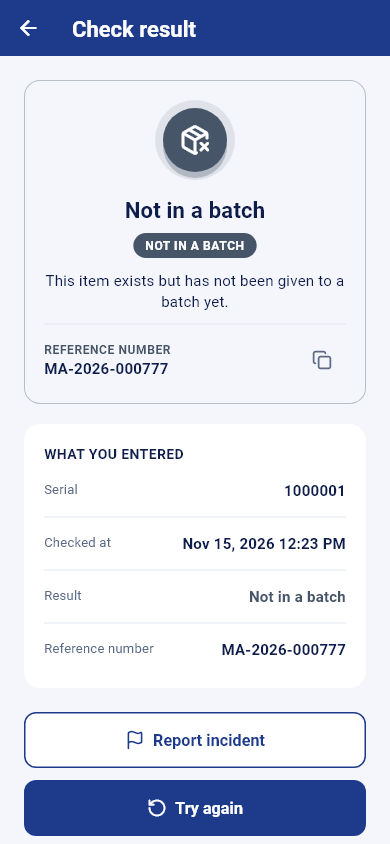 Check result
Not in a batch
NOT IN A BATCH
This item exists but has not been given to a
batch yet.
REFERENCE NUMBER
MA-2026-000777
WHAT YOU ENTERED
Serial 1000001
Checked at Nov 15, 2026 12:23 PM
Result Not in a batch
Reference number MA-2026-000777
Report incident
Try again